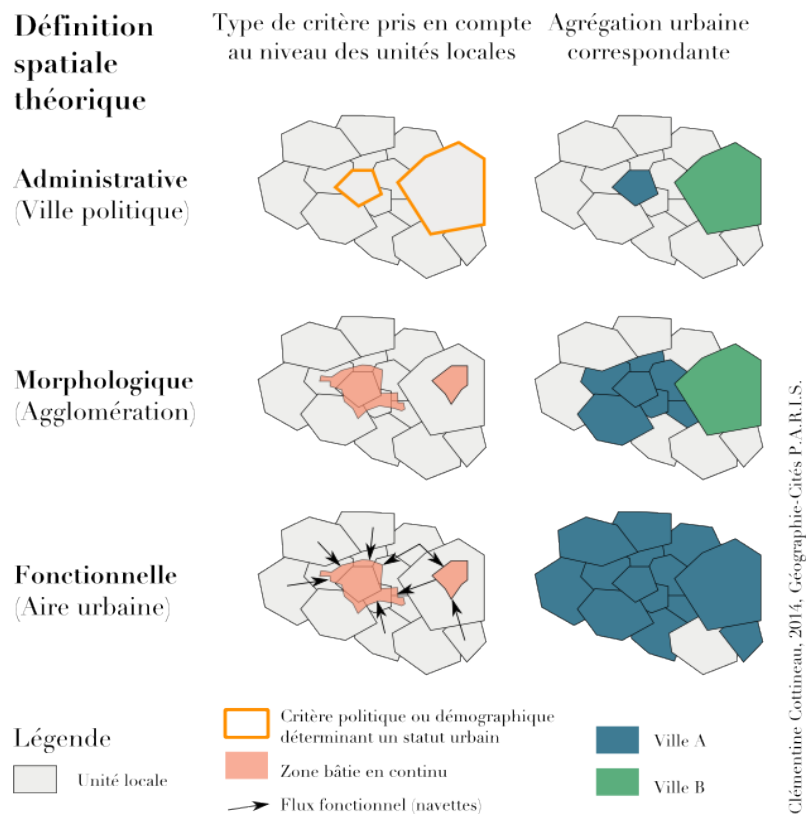 Définition
spatiale
théorique
Type de critère pris en compte
au niveau des unités locales
Agrégation urbaine
correspondante
Administrative
(Ville politique)
Morphologique
(Agglomération)
Fonctionnelle
(Aire urbaine)
Légende
Unité locale
Critère politique ou démographique
déterminant un statut urbain
Zone bâtie en continu
Flux fonctionnel (navettes)
Ville A
Ville B
Clémentine Cottineau, 2014, Géographie-Cités P.A.R.I.S.